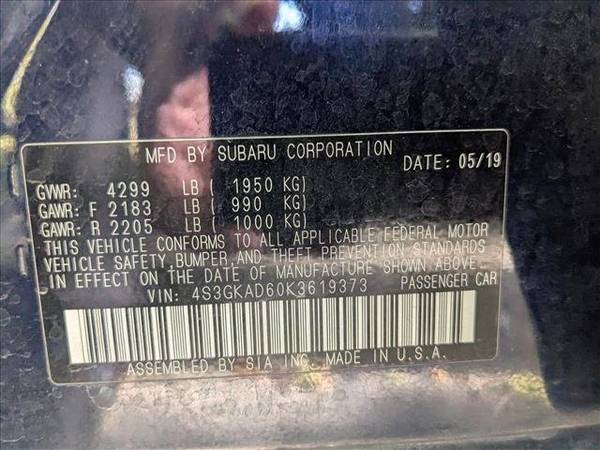 MFD BY SUBARU CORPORATION DATE: 05/19
GVWR: 4299 LB ( 1950 KG)
GAWR: F 2183 LB ( 990 KG)
GAWR: R 2205 LB ( 1000 KG)
THIS VEHICLE CONFORMS TO ALL APPLICABLE FEDERAL MOTOR
VEHICLE SAFETY, BUMPER, AND THEFT PREVENTION STANDARDS
IN EFFECT ON THE DATE OF MANUFACTURE SHOWN ABOVE.
VIN: 4S3GKAD60K3619373 PASSENGER CAR
ASSEMBLED BY SIA INC. MADE IN U.S.A.